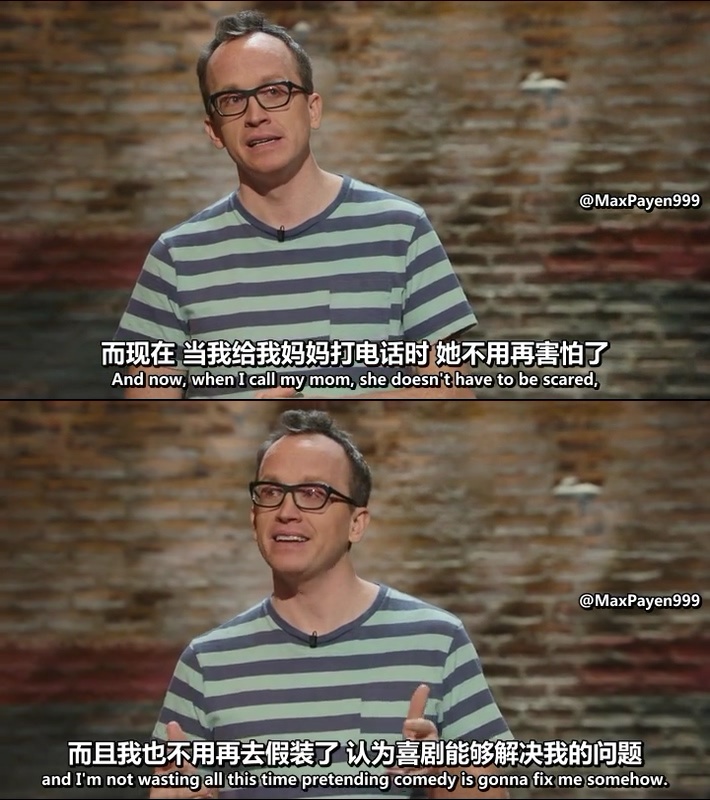 @MaxPayen999
而现在 当我给我妈妈打电话时 她不用再害怕了
And now, when I call my mom, she doesn't have to be scared,
@MaxPayen999
而且我也不用再去假装了 认为喜剧能够解决我的问题
and I'm not wasting all this time pretending comedy is gonna fix me somehow.